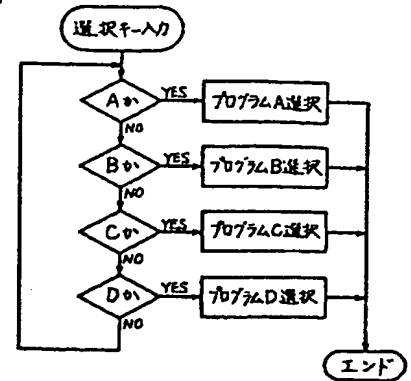 選択キー入力
Aか
YES
プログラムA選択
NO
Bか
YES
プログラムB選択
NO
Cか
YES
プログラムC選択
NO
Dか
YES
プログラムD選択
NO
エンド